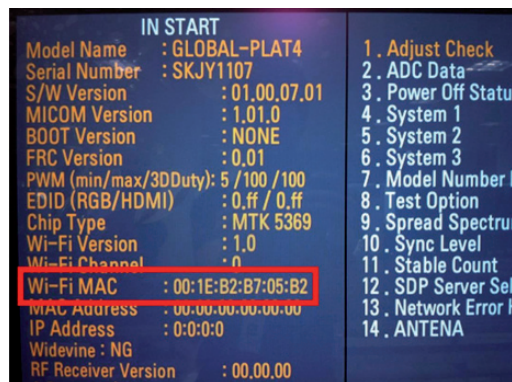 IN START
Model Name : GLOBAL-PLAT4
Serial Number : SKJY1107
S/W Version : 01.00.07.01
MICOM Version : 1.01.0
BOOT Version : NONE
FRC Version : 0.01
PWM (min/max/3DDuty): 5 /100 /100
EDID (RGB/HDMI) : 0.ff / 0.ff
Chip Type : MTK 5369
Wi-Fi Version : 1.0
Wi-Fi Channel : 0
Wi-Fi MAC : 00:1E:B2:B7:05:B2
MAC Address : 00:00:00:00:00:00
IP Address : 0:0:0:0
Widevine : NG
RF Receiver Version : 00.00.00
1 . Adjust Check
2 . ADC Data
3 . Power Off Statu
4 . System 1
5 . System 2
6 . System 3
7 . Model Number
8 . Test Option
9 . Spread Spectru
10 . Sync Level
11 . Stable Count
12 . SDP Server Sel
13 . Network Error
14 . ANTENA